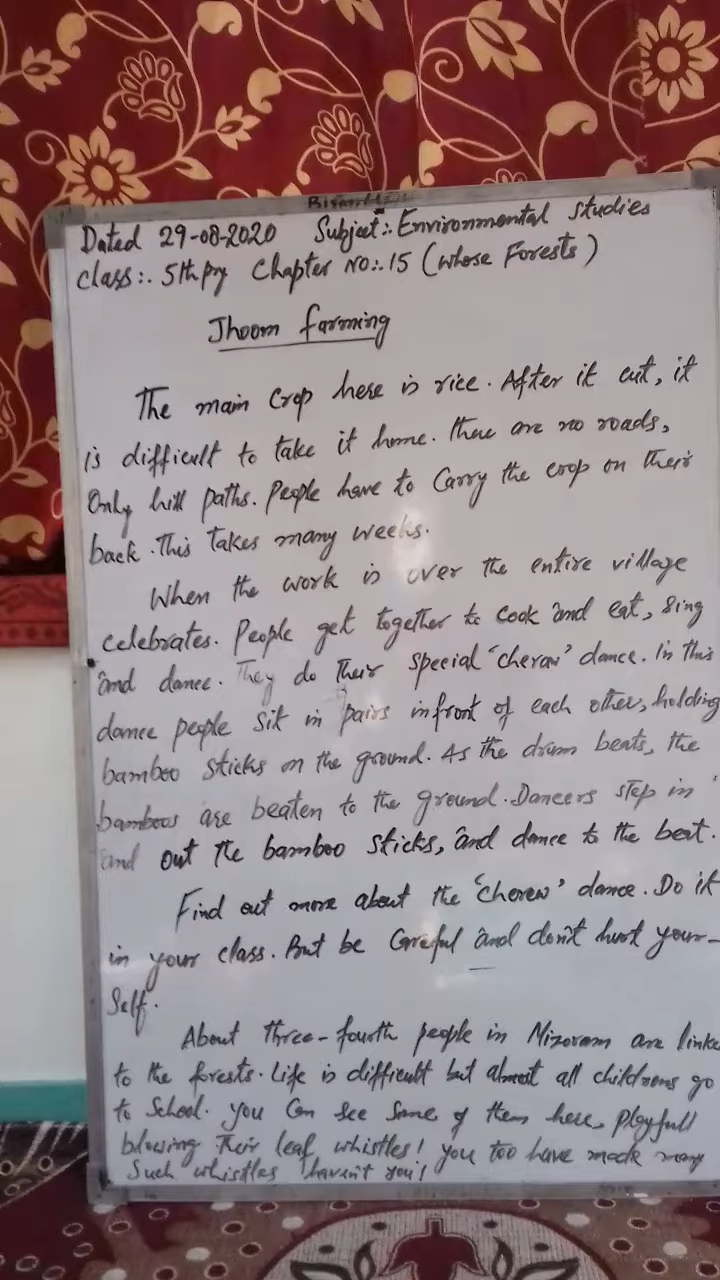 Dated 29-08-2020 Subject:. Environmental studies
Class:. 5th pry Chapter NO:. 15 (Whose Forests)
Jhoom farming
The main crop here is rice. After it cut, it
is difficult to take it home. there are no roads,
Only hill paths. People have to Carry the crop on their
back. This takes many weeks.
When the work is over the entire village
celebrates. People get together to cook and eat, sing
and dance. They do their special 'cheraw' dance. In this
dance people sit in pairs infront of each other, holding
bamboo sticks on the ground. As the drum beats, the
bamboos are beaten to the ground. Dancers step in
and out the bamboo sticks, and dance to the beat.
Find out more about the 'cherew' dance. Do it
in your class. But be Careful and don't hurt your-
Self.
About three-fourth people in Mizoram are linke
to the forests. Life is difficult but almost all childrens go
to School. you Can see Some of them here, Playfull
blowing their leaf whistles! you too have made many
Such whistles haven't you!